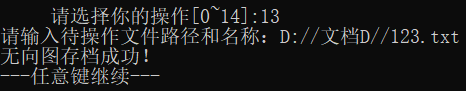 请选择你的操作[0~14]:13
请输入待操作文件路径和名称：D://文档D//123.txt
无向图存档成功！
---任意键继续---